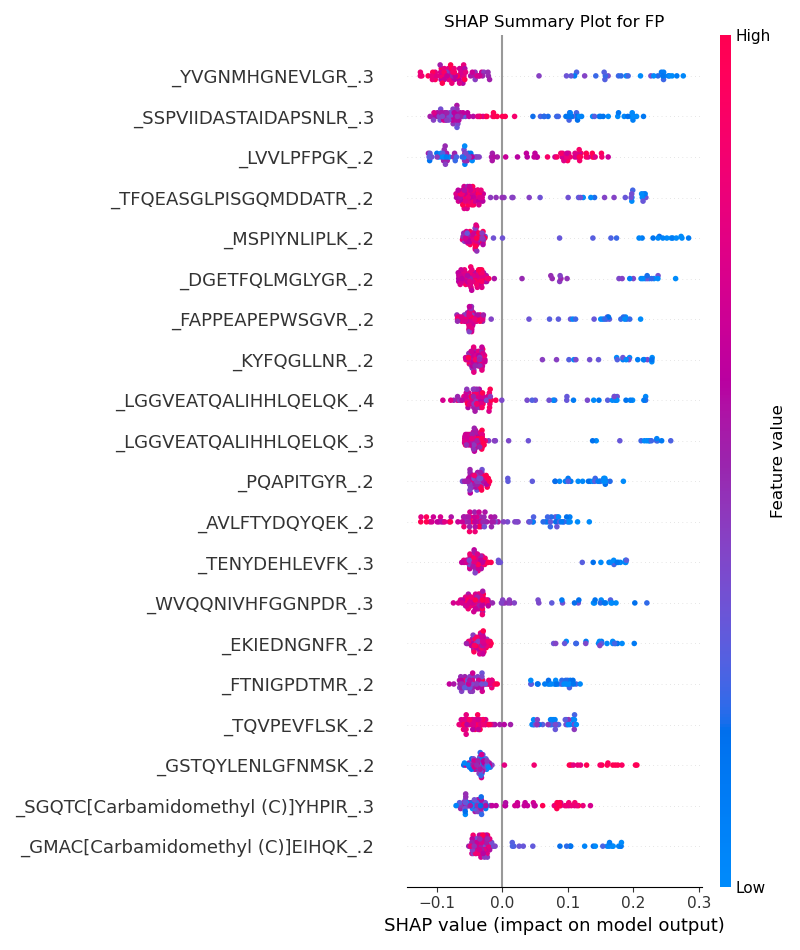 SHAP Summary Plot for FP
High
_YVGNMHGNEVLGR_.3
_SSPVIIDASTAIDAPSNLR_.3
_LVVLPFPGK_.2
_TFQEASGLPISGQMDDATR_.2
_MSPIYNLIPLK_.2
_DGETFQLMGLYGR_.2
_FAPPEAPEPWSGVR_.2
_KYFQGLLNR_.2
_LGGVEATQALIHHLQELQK_.4
_LGGVEATQALIHHLQELQK_.3
_PQAPITGYR_.2
_AVLFTYDQYQEK_.2
_TENYDEHLEVFK_.3
_WVQQNIVHFGGNPDR_.3
_EKIEDNGNFR_.2
_FTNIGPDTMR_.2
_TQVPEVFLSK_.2
_GSTQYLENLGFNMSK_.2
_SGQTC[Carbamidomethyl (C)]YHPIR_.3
_GMAC[Carbamidomethyl (C)]EIHQK_.2
Feature value
Low
−0.1 0.0 0.1 0.2 0.3
SHAP value (impact on model output)